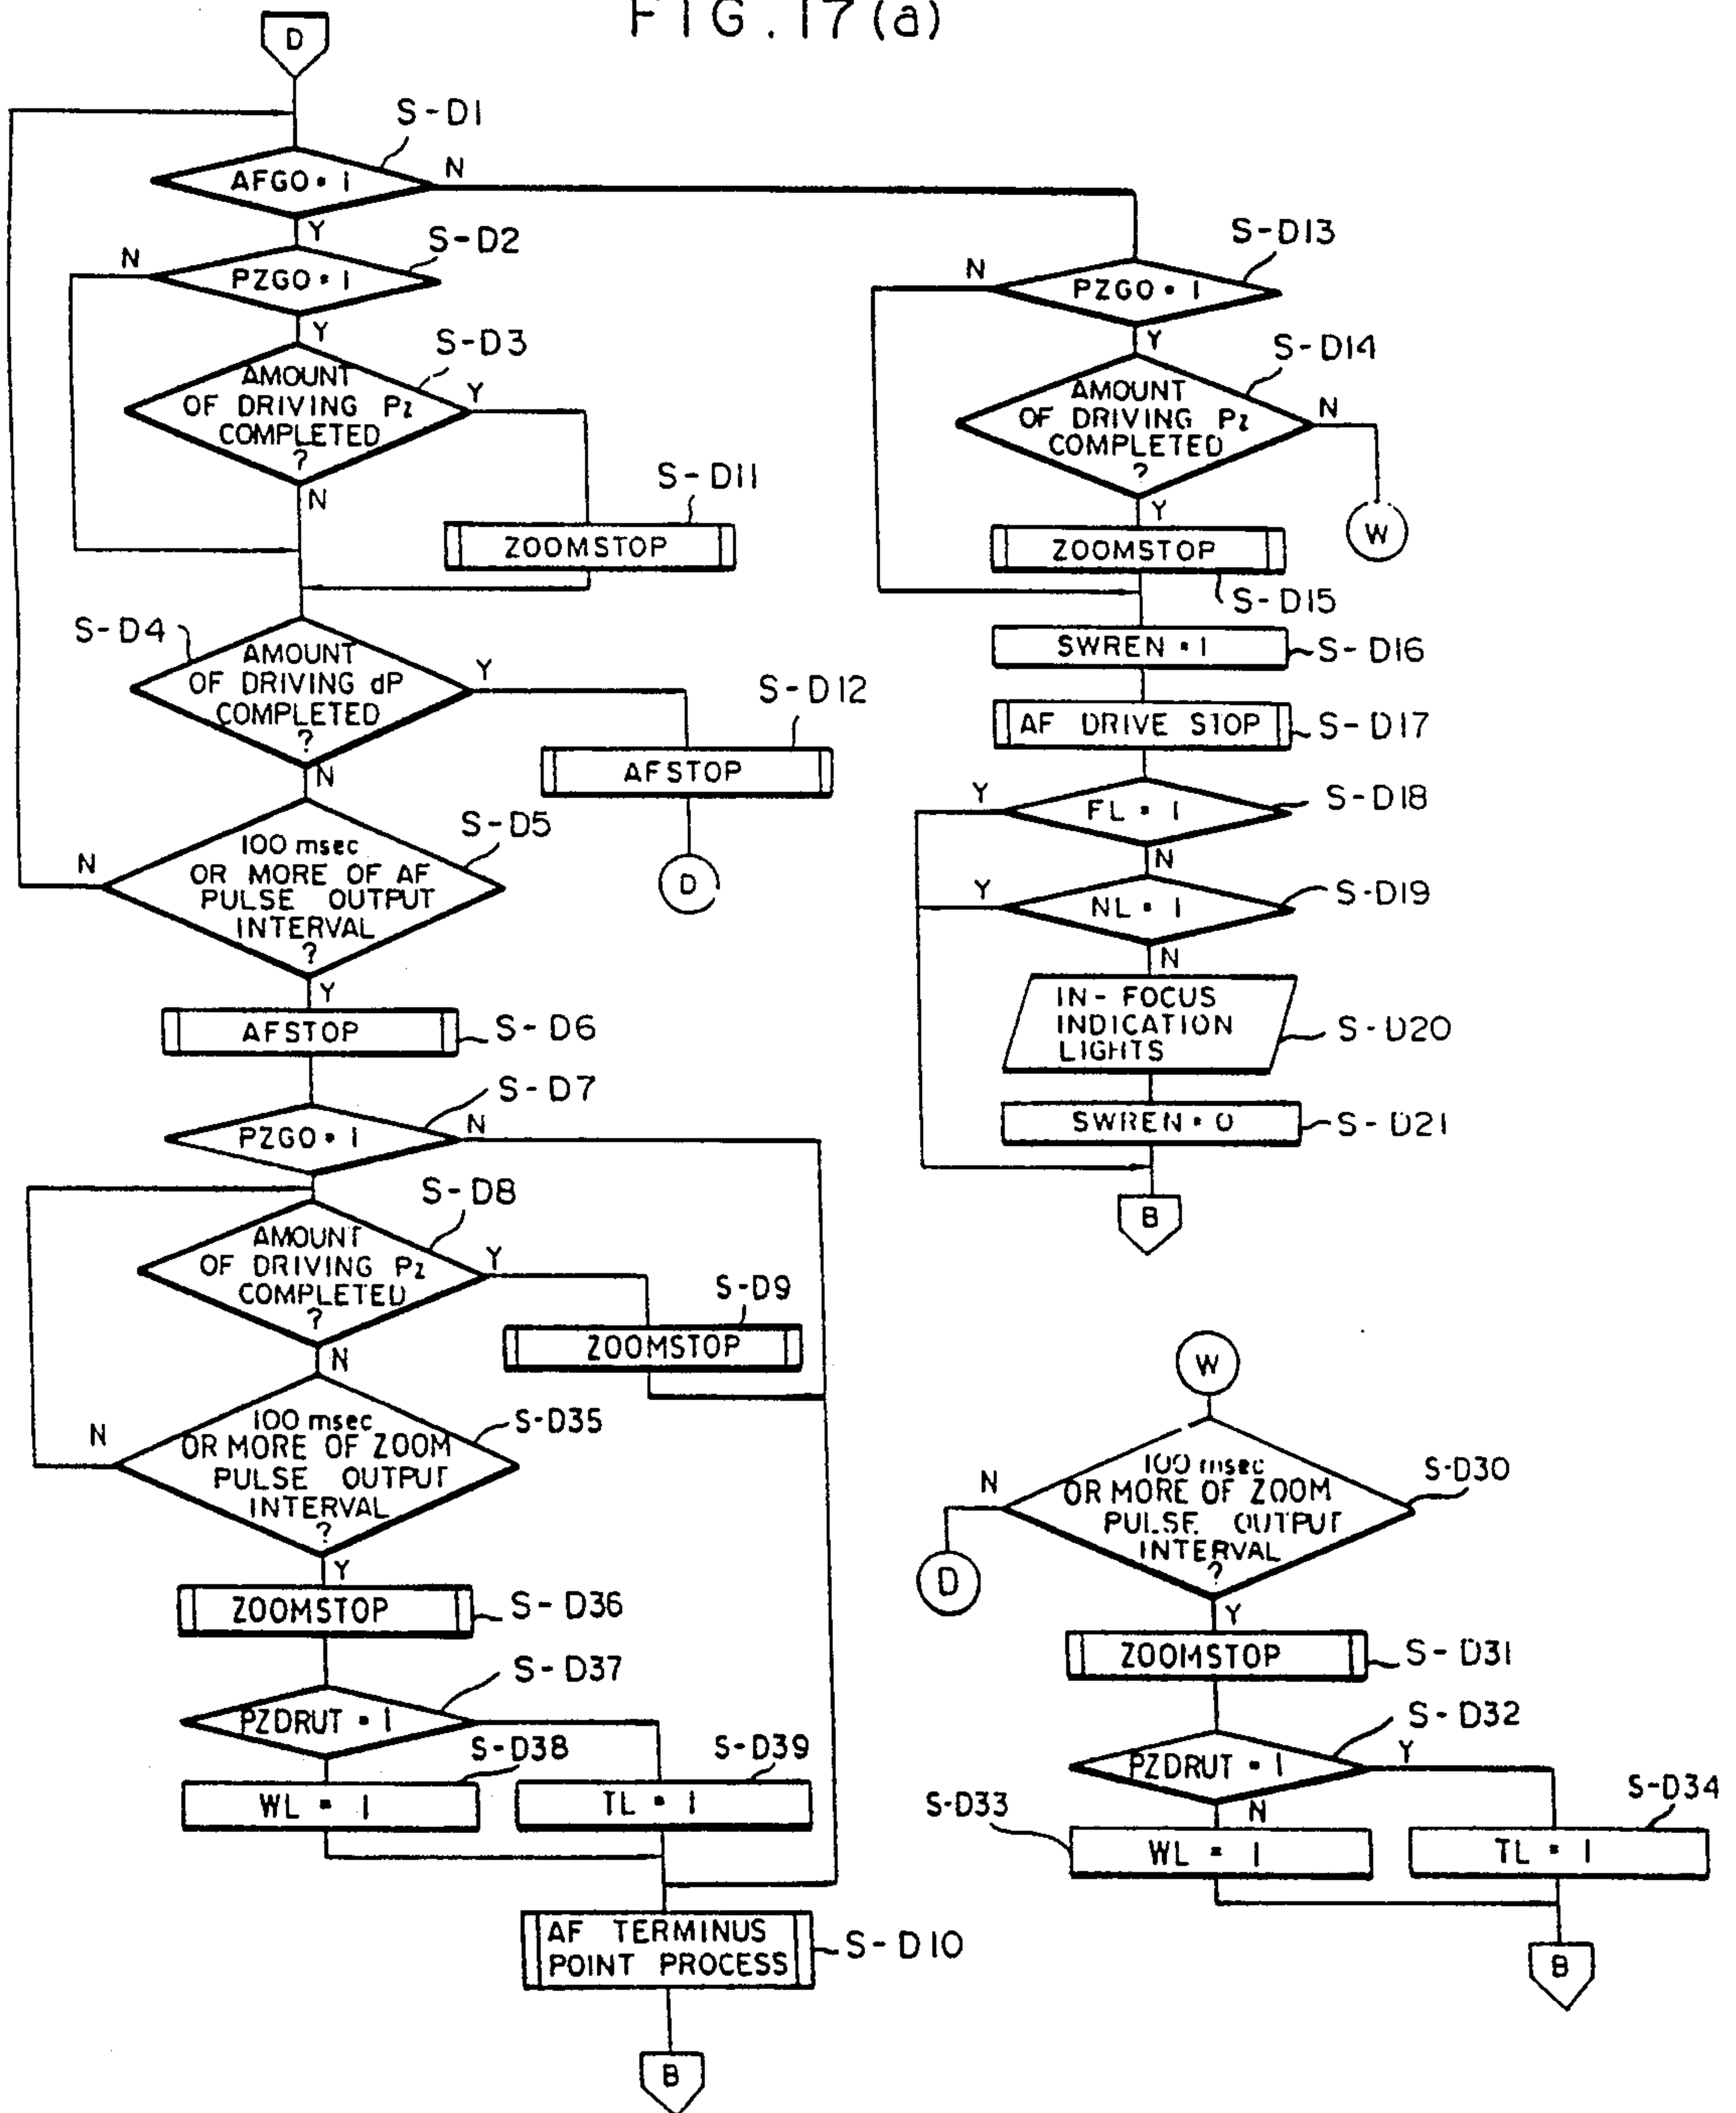 FIG. 17 (a)
D
S-D1
AFGO = 1
N
Y
S-D2
N
PZGO = 1
Y
S-D3
AMOUNT
OF DRIVING Pz
COMPLETED
?
Y
N
S-D11
ZOOMSTOP
S-D4
AMOUNT
OF DRIVING dP
COMPLETED
?
Y
N
S-D12
AFSTOP
D
S-D5
100 msec
OR MORE OF AF
PULSE OUTPUT
INTERVAL
?
N
Y
AFSTOP
S-D6
S-D7
PZGO = 1
N
S-D8
AMOUNT
OF DRIVING Pz
COMPLETED
?
Y
N
S-D9
ZOOMSTOP
S-D35
100 msec
OR MORE OF ZOOM
PULSE OUTPUT
INTERVAL
?
N
Y
ZOOMSTOP
S-D36
S-D37
PZDRUT = 1
S-D38
WL = 1
S-D39
TL = 1
AF TERMINUS
POINT PROCESS
S-D10
B
S-D13
N
PZGO = 1
Y
S-D14
AMOUNT
OF DRIVING Pz
COMPLETED
?
N
W
Y
ZOOMSTOP
S-D15
SWREN = 1
S-D16
AF DRIVE STOP
S-D17
Y
FL = 1
S-D18
N
Y
NL = 1
S-D19
N
IN-FOCUS
INDICATION
LIGHTS
S-D20
SWREN = 0
S-D21
B
W
100 msec
OR MORE OF ZOOM
PULSE OUTPUT
INTERVAL
?
S-D30
N
D
Y
ZOOMSTOP
S-D31
S-D32
PZDRUT = 1
Y
N
S-D33
WL = 1
S-D34
TL = 1
B